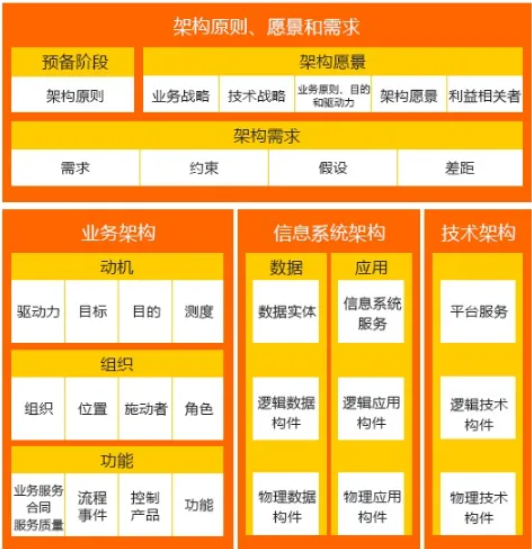 架构原则、愿景和需求
预备阶段
架构愿景
架构原则
业务战略
技术战略
业务原则、目的
和驱动力
架构愿景
利益相关者
架构需求
需求
约束
假设
差距
业务架构
动机
驱动力
目标
目的
测度
组织
组织
位置
施动者
角色
功能
业务服务
合同
服务质量
流程
事件
控制
产品
功能
信息系统架构
数据
应用
数据实体
信息系统
服务
逻辑数据
构件
逻辑应用
构件
物理数据
构件
物理应用
构件
技术架构
平台服务
逻辑技术
构件
物理技术
构件